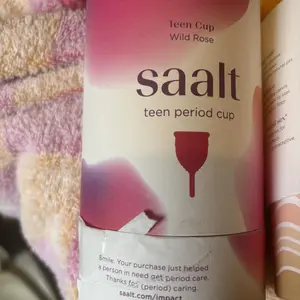 Teen Cup
Wild Rose
saalt
teen period cup
Smile. Your purchase just helped
a person in need get period care.
Thanks for (period) caring.
saalt.com/impact